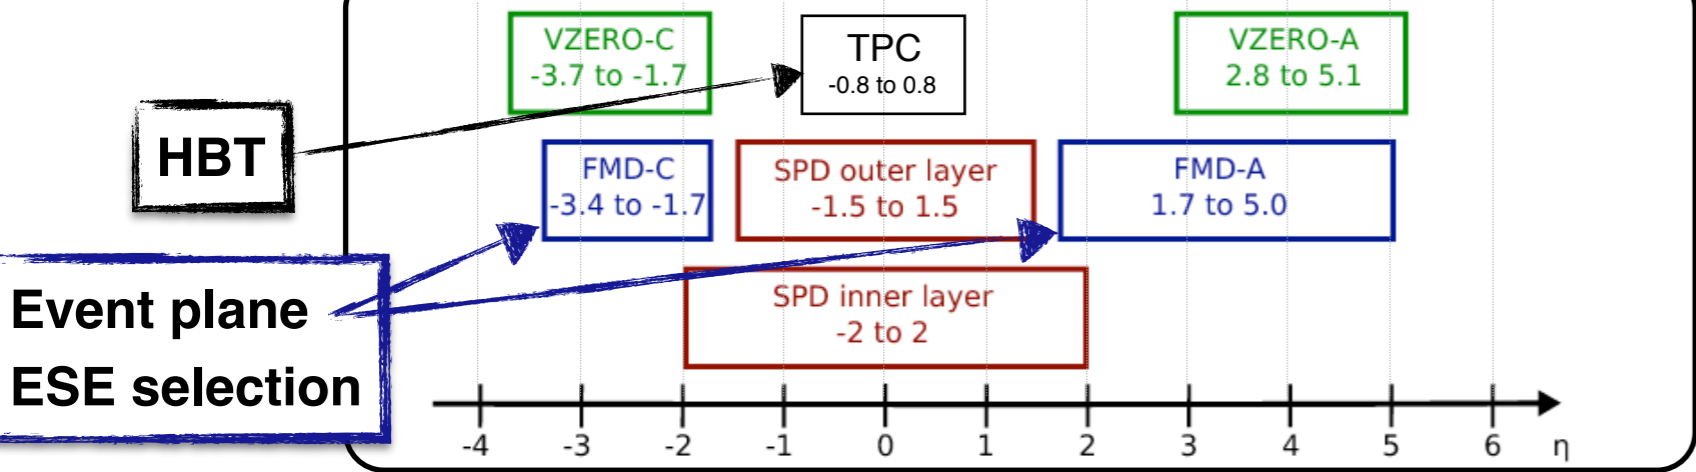 VZERO-C
-3.7 to -1.7
TPC
-0.8 to 0.8
VZERO-A
2.8 to 5.1
HBT
FMD-C
-3.4 to -1.7
SPD outer layer
-1.5 to 1.5
FMD-A
1.7 to 5.0
Event plane
ESE selection
SPD inner layer
-2 to 2
-4 -3 -2 -1 0 1 2 3 4 5 6 η